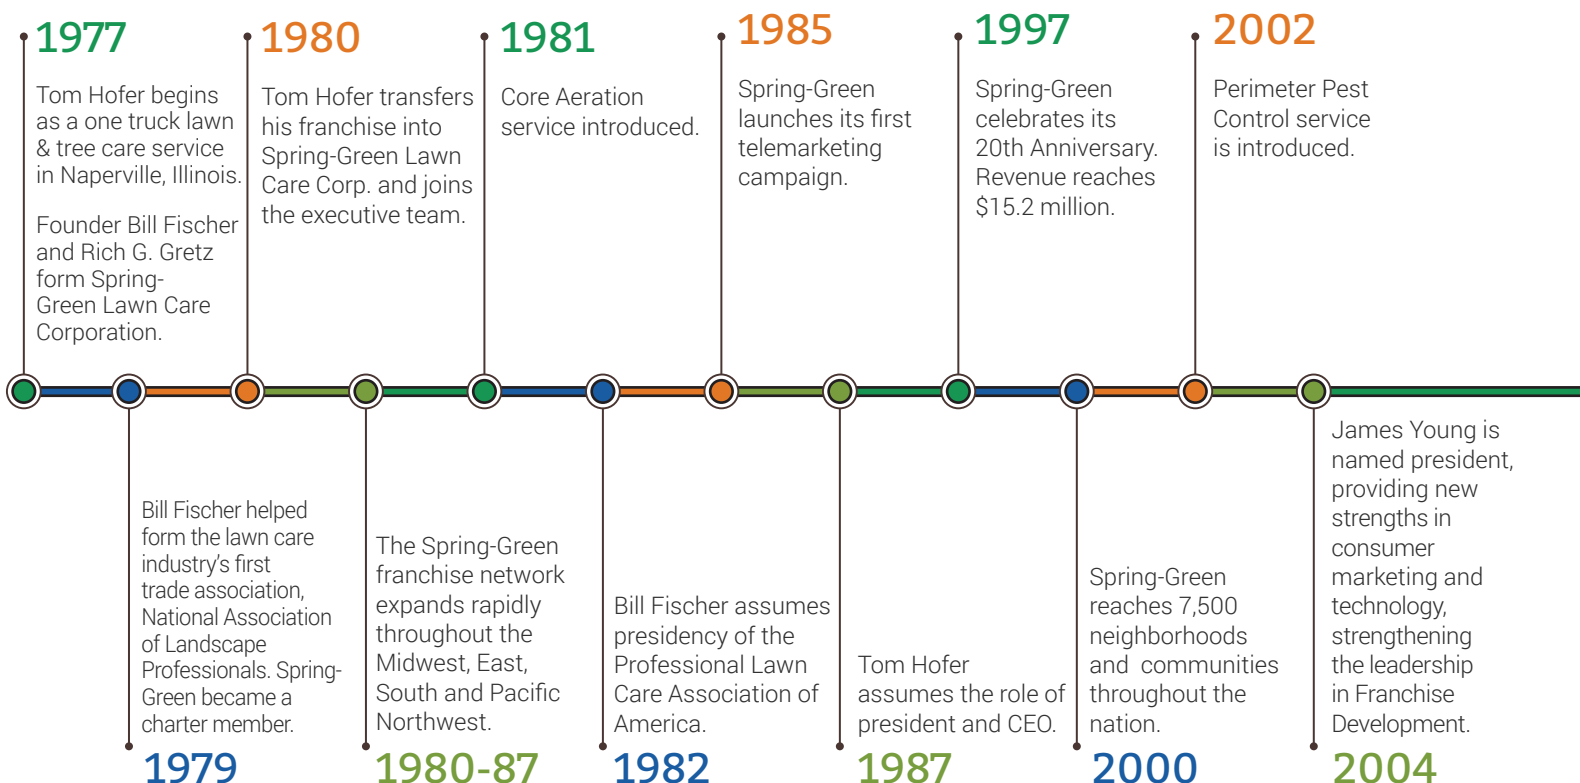 1977
Tom Hofer begins
as a one truck lawn
& tree care service
in Naperville, Illinois.
Founder Bill Fischer
and Rich G. Gretz
form Spring-
Green Lawn Care
Corporation.
1980
Tom Hofer transfers
his franchise into
Spring-Green Lawn
Care Corp. and joins
the executive team.
1981
Core Aeration
service introduced.
1985
Spring-Green
launches its first
telemarketing
campaign.
1997
Spring-Green
celebrates its
20th Anniversary.
Revenue reaches
$15.2 million.
2002
Perimeter Pest
Control service
is introduced.
Bill Fischer helped
form the lawn care
industry's first
trade association,
National Association
of Landscape
Professionals. Spring-
Green became a
charter member.
1979
The Spring-Green
franchise network
expands rapidly
throughout the
Midwest, East,
South and Pacific
Northwest.
1980-87
Bill Fischer assumes
presidency of the
Professional Lawn
Care Association of
America.
1982
Tom Hofer
assumes the role of
president and CEO.
1987
Spring-Green
reaches 7,500
neighborhoods
and communities
throughout the
nation.
2000
James Young is
named president,
providing new
strengths in
consumer
marketing and
technology,
strengthening
the leadership
in Franchise
Development.
2004